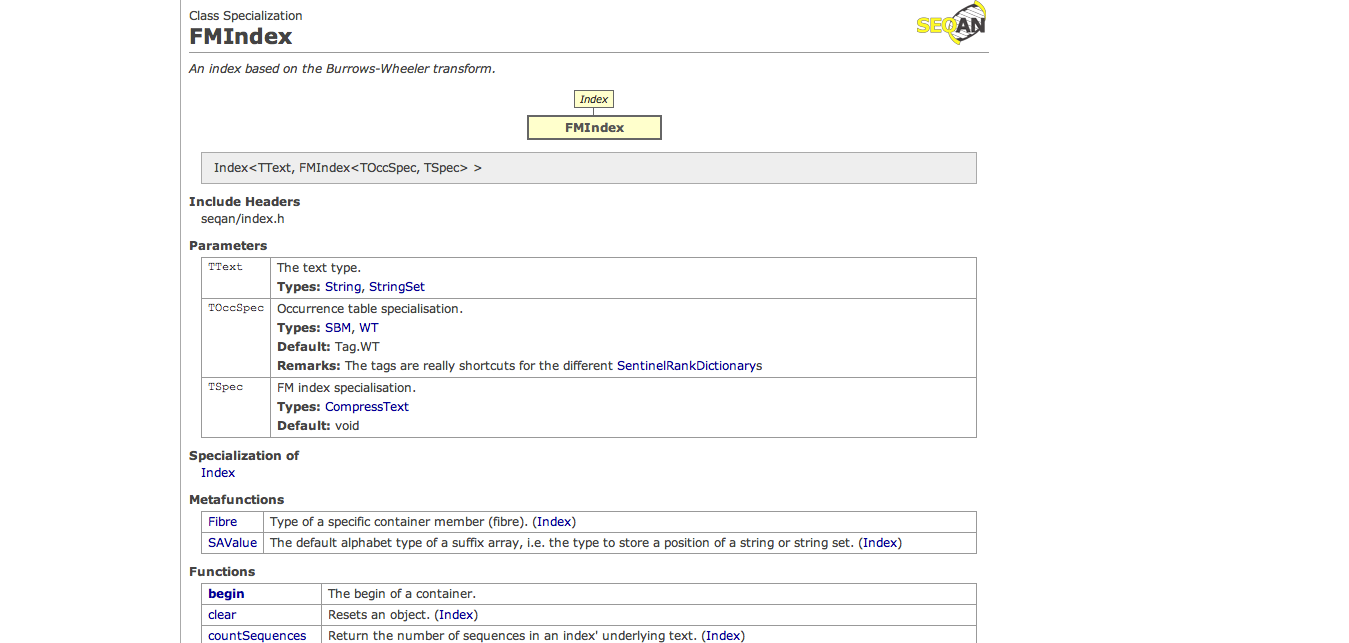 Class Specialization
FMIndex
SEQAN
An index based on the Burrows-Wheeler transform.
Index
FMIndex
Index<TText, FMIndex<TOccSpec, TSpec> >
Include Headers
seqan/index.h
Parameters
TText The text type.
Types: String, StringSet
TOccSpec Occurrence table specialisation.
Types: SBM, WT
Default: Tag.WT
Remarks: The tags are really shortcuts for the different SentinelRankDictionarys
TSpec FM index specialisation.
Types: CompressText
Default: void
Specialization of
Index
Metafunctions
Fibre Type of a specific container member (fibre). (Index)
SAValue The default alphabet type of a suffix array, i.e. the type to store a position of a string or string set. (Index)
Functions
begin The begin of a container.
clear Resets an object. (Index)
countSequences Return the number of sequences in an index' underlying text. (Index)